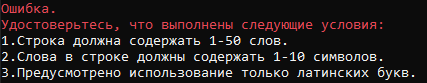 Ошибка.
Удостоверьтесь, что выполнены следующие условия:
1.Строка должна содержать 1-50 слов.
2.Слова в строке должны содержать 1-10 символов.
3.Предусмотрено использование только латинских букв.